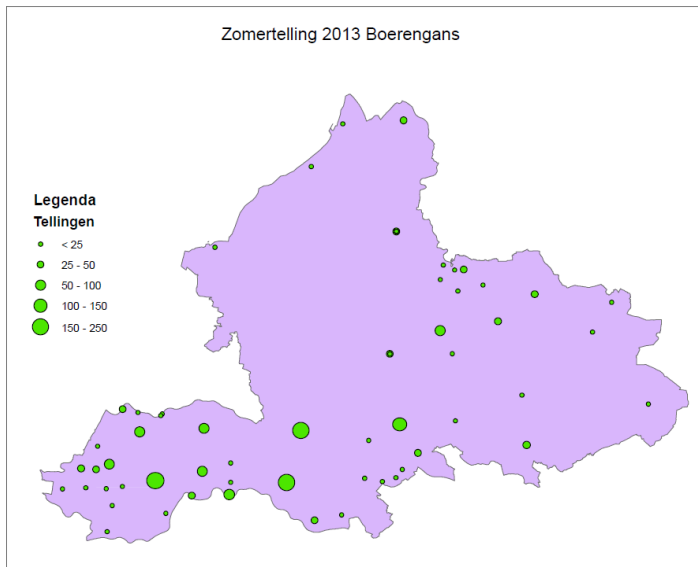 Zomertelling 2013 Boerengans
Legenda
Tellingen
< 25
25 - 50
50 - 100
100 - 150
150 - 250